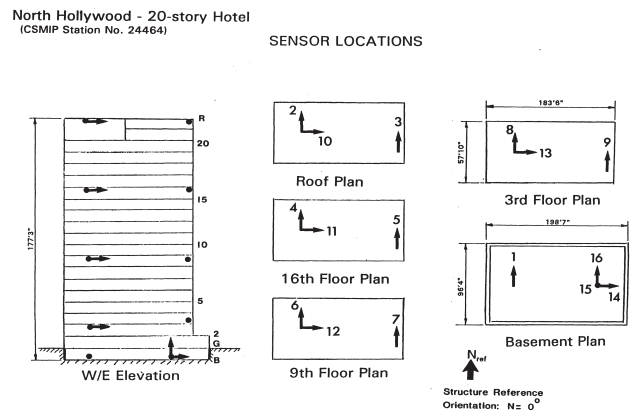 North Hollywood - 20-story Hotel
(CSMIP Station No. 24464)
SENSOR LOCATIONS
177'3"
R
20
15
10
5
2
G
B
W/E Elevation
2
10
3
Roof Plan
4
11
5
16th Floor Plan
6
12
7
9th Floor Plan
183'6"
57'10"
8
13
9
3rd Floor Plan
198'7"
96'4"
1
16
15
14
Basement Plan
Nref
Structure Reference
Orientation: N= 0°